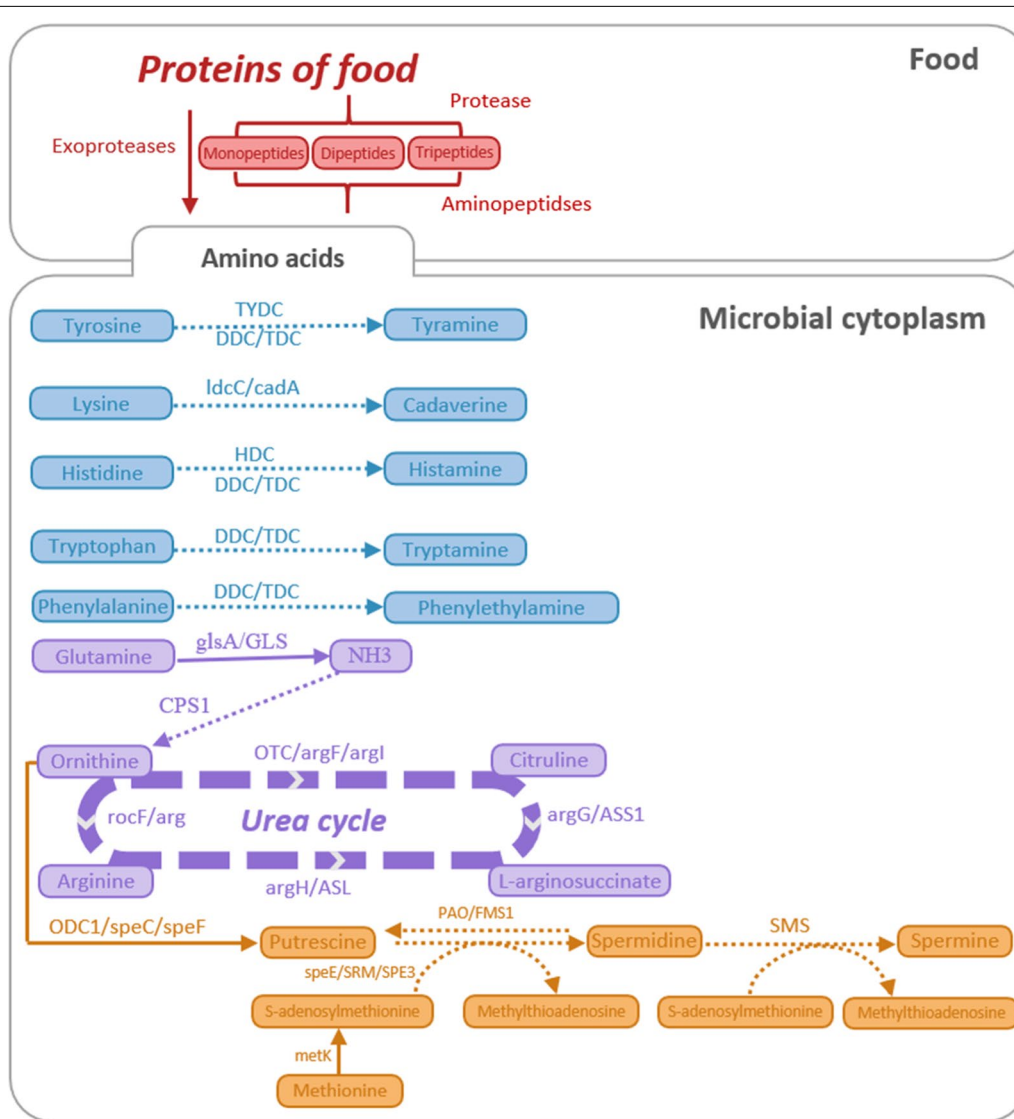 Food
Proteins of food
Protease
Exoproteases
Monopeptides Dipeptides Tripeptides
Aminopeptidses
Amino acids
Microbial cytoplasm
Tyrosine TYDC Tyramine
DDC/TDC
Lysine ldcC/cadA Cadaverine
Histidine HDC Histamine
DDC/TDC
Tryptophan DDC/TDC Tryptamine
Phenylalanine DDC/TDC Phenylethylamine
Glutamine glsA/GLS NH3
CPS1
Ornithine OTC/argF/argI Citruline
rocF/arg Urea cycle argG/ASS1
Arginine argH/ASL L-arginosuccinate
ODC1/speC/speF PAO/FMS1 SMS
Putrescine Spermidine Spermine
speE/SRM/SPE3
S-adenosylmethionine Methylthioadenosine S-adenosylmethionine Methylthioadenosine
metK
Methionine